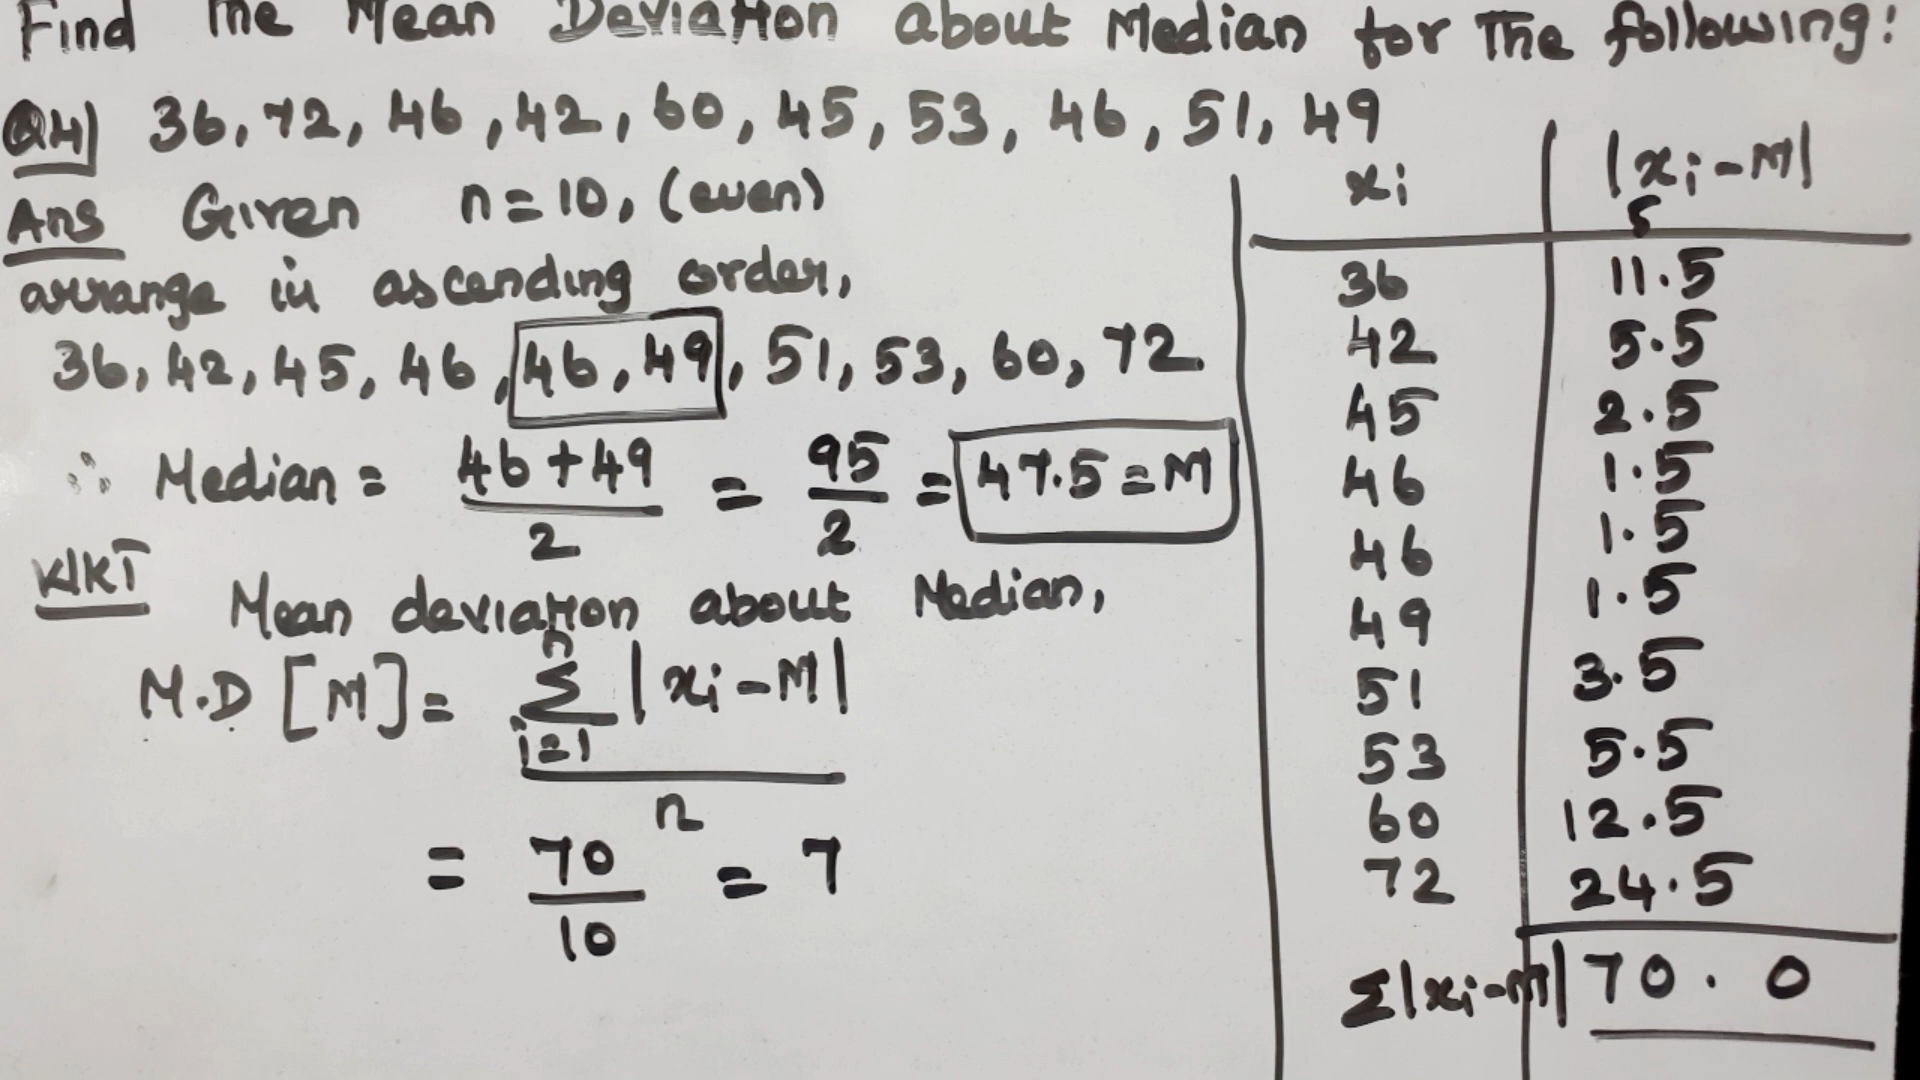 Find the Mean Deviation about Median for the following:
Q4) 36, 72, 46, 42, 60, 45, 53, 46, 51, 49
Ans Given n = 10, (even)
arrange in ascending order,
36, 42, 45, 46, 46, 49, 51, 53, 60, 72
∴ Median = 46 + 49 / 2 = 95 / 2 = 47.5 = M
WKT Mean deviation about Median,
M.D [M] = n Σ i=1 |xi - M| / n
= 70 / 10 = 7
xi |xi - M|
5
36 11.5
42 5.5
45 2.5
46 1.5
46 1.5
49 1.5
51 3.5
53 5.5
60 12.5
72 24.5
Σ|xi - M| 70.0